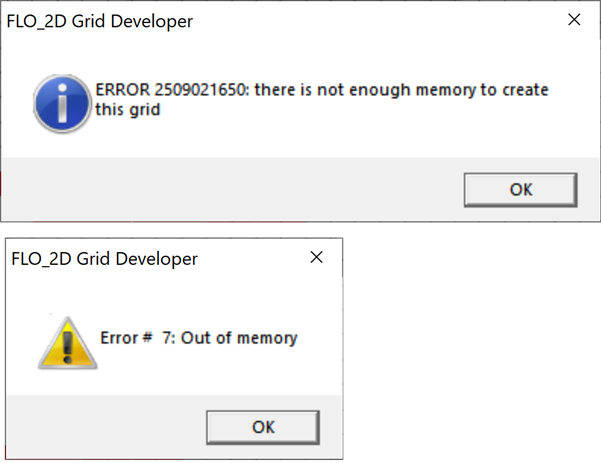 FLO_2D Grid Developer
ERROR 2509021650: there is not enough memory to create
this grid
OK
FLO_2D Grid Developer
Error # 7: Out of memory
OK